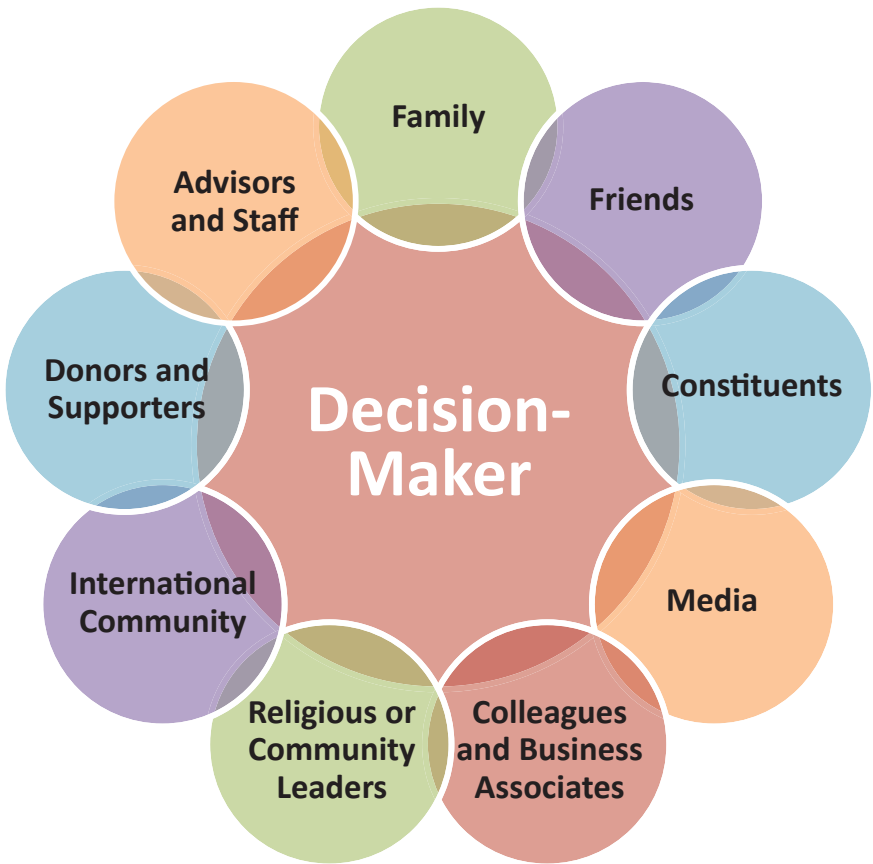 Family
Friends
Constituents
Media
Colleagues
and Business
Associates
Religious or
Community
Leaders
International
Community
Donors and
Supporters
Advisors
and Staff
Decision-
Maker